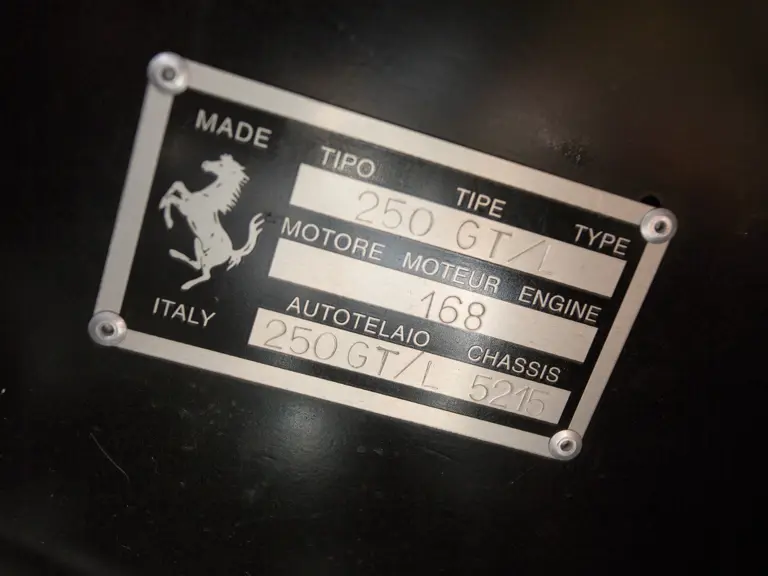 MADE
ITALY
TIPO TIPE TYPE
250 GT/L
MOTORE MOTEUR ENGINE
168
AUTOTELAIO CHASSIS
250 GT/L 5215